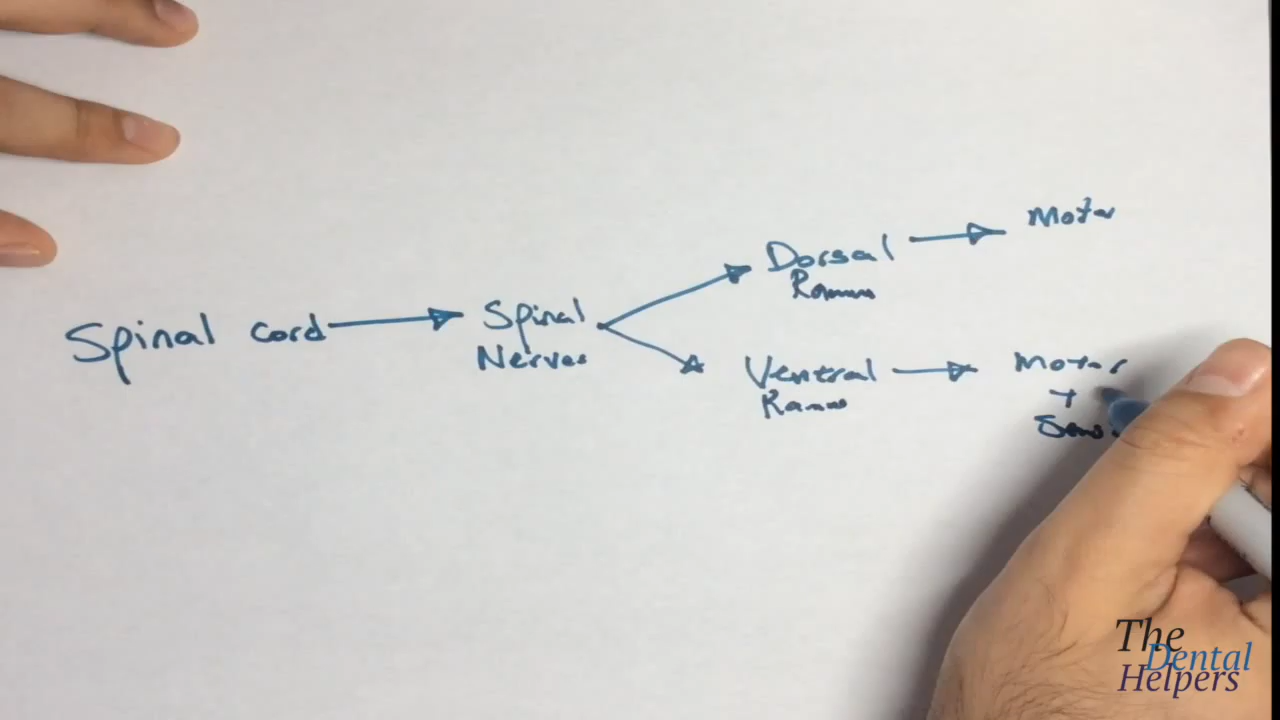 Spinal cord
Spinal
Nerves
Dorsal
Ramus
Motor
Ventral
Ramus
Motor
+
The
Dental
Helpers